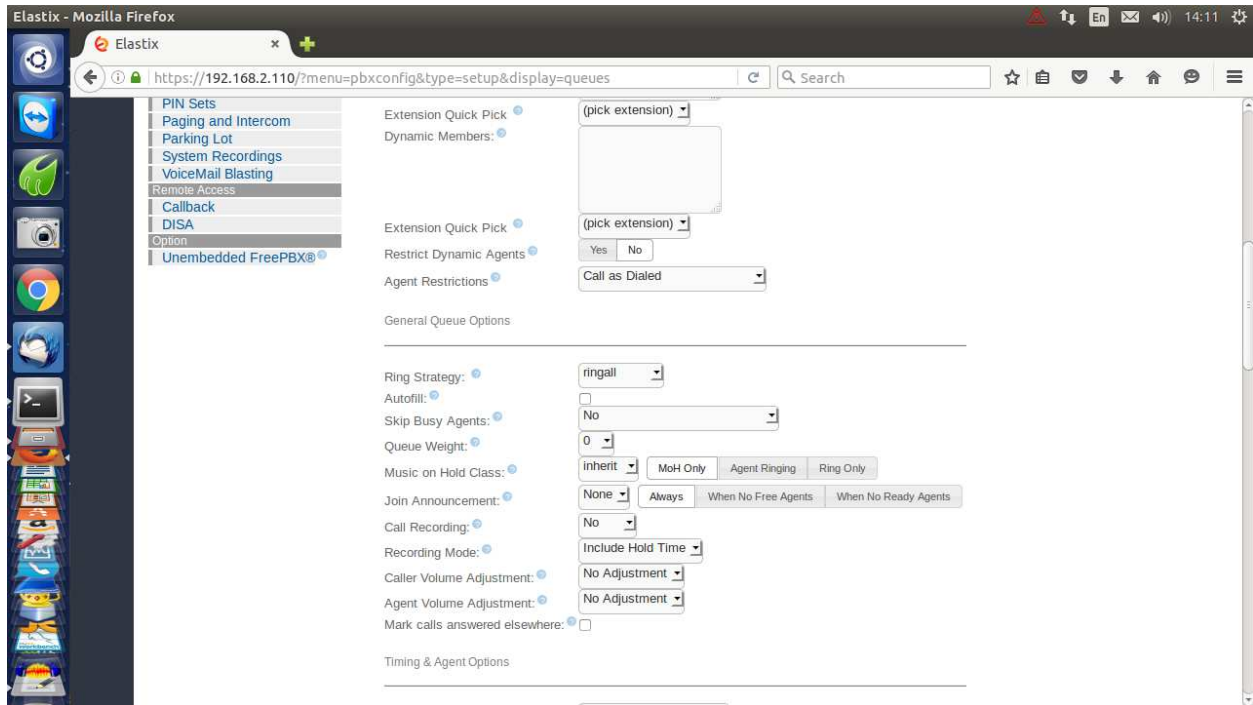 Elastix - Mozilla Firefox
En
14:11
Elastix
https://192.168.2.110/?menu=pbxconfig&type=setup&display=queues
Search
PIN Sets
Paging and Intercom
Parking Lot
System Recordings
VoiceMail Blasting
Remote Access
Callback
DISA
Option
Unembedded FreePBX®
Extension Quick Pick (pick extension)
Dynamic Members:
Extension Quick Pick (pick extension)
Restrict Dynamic Agents Yes No
Agent Restrictions Call as Dialed
General Queue Options
Ring Strategy: ringall
Autofill:
Skip Busy Agents: No
Queue Weight: 0
Music on Hold Class: inherit MoH Only Agent Ringing Ring Only
Join Announcement: None Always When No Free Agents When No Ready Agents
Call Recording: No
Recording Mode: Include Hold Time
Caller Volume Adjustment: No Adjustment
Agent Volume Adjustment: No Adjustment
Mark calls answered elsewhere:
Timing & Agent Options